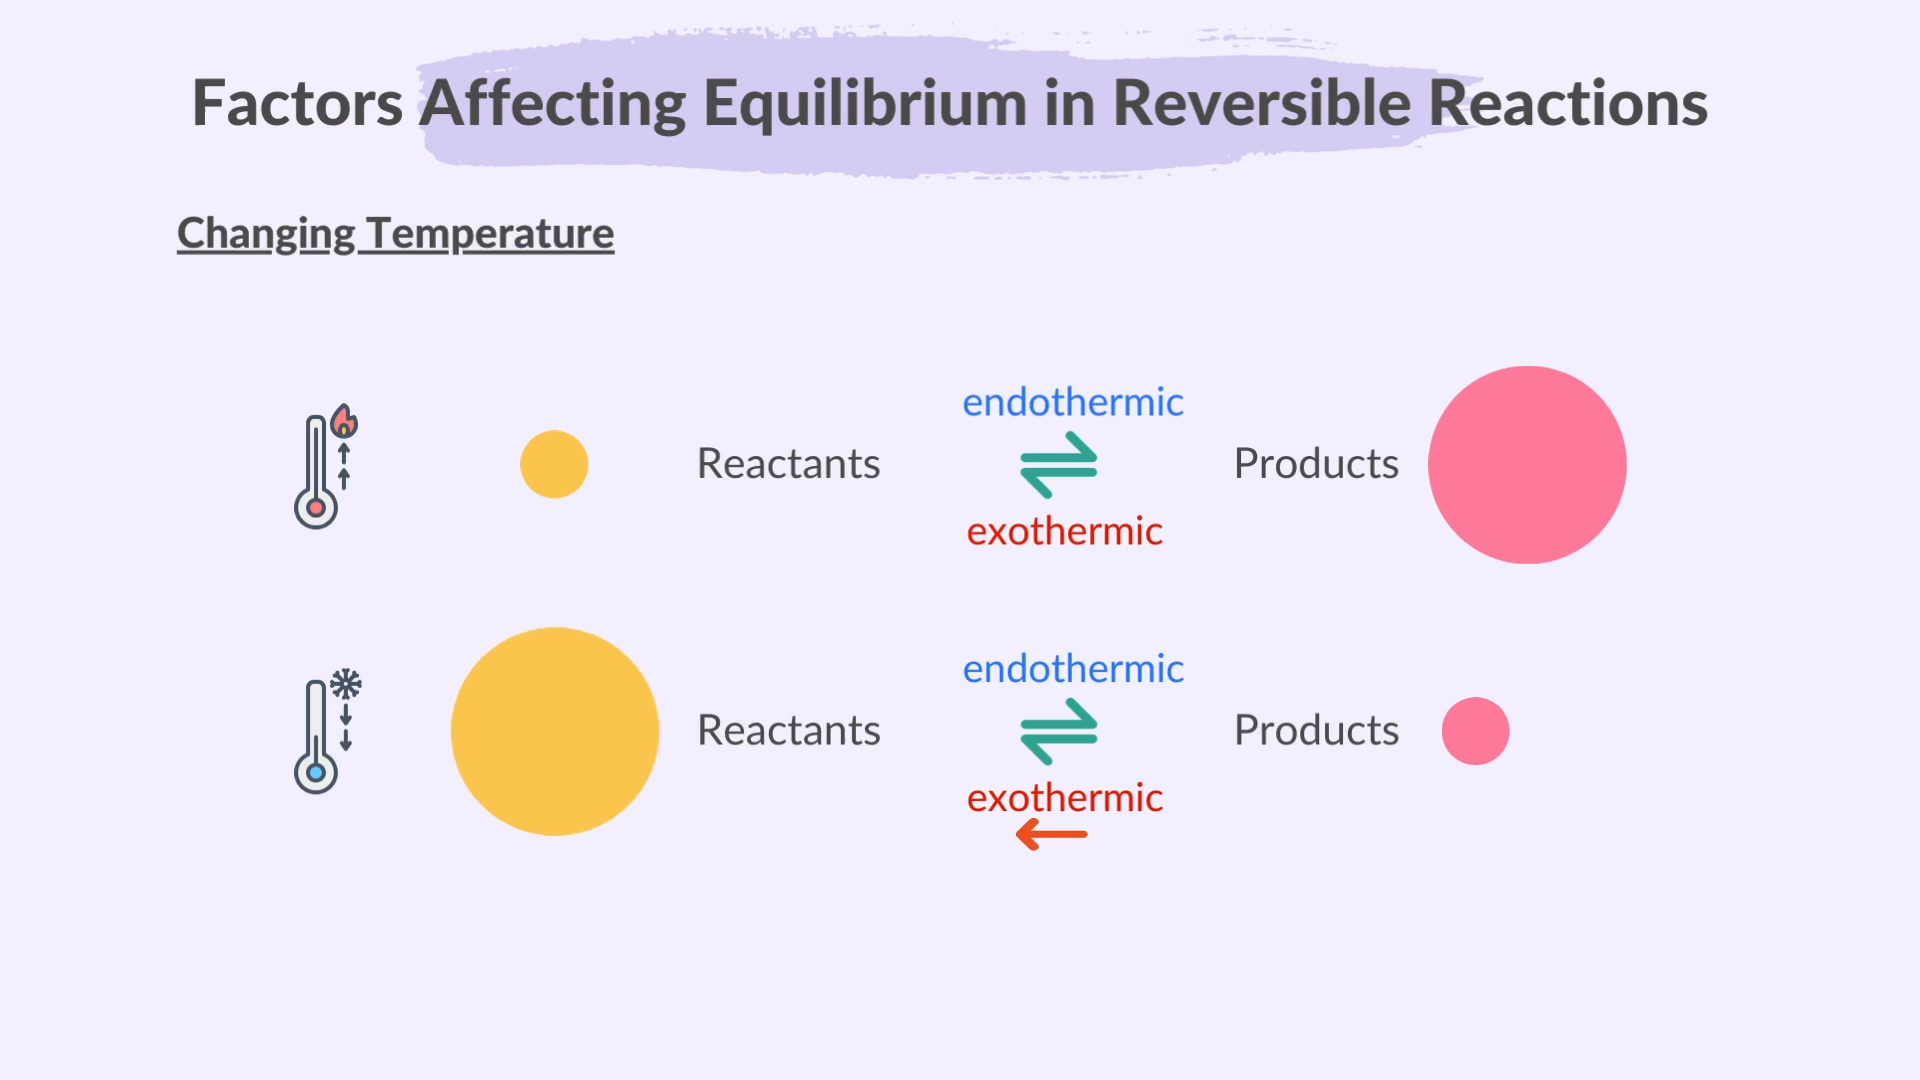 Factors Affecting Equilibrium in Reversible Reactions
Changing Temperature
endothermic
Reactants
Products
exothermic
endothermic
Reactants
Products
exothermic